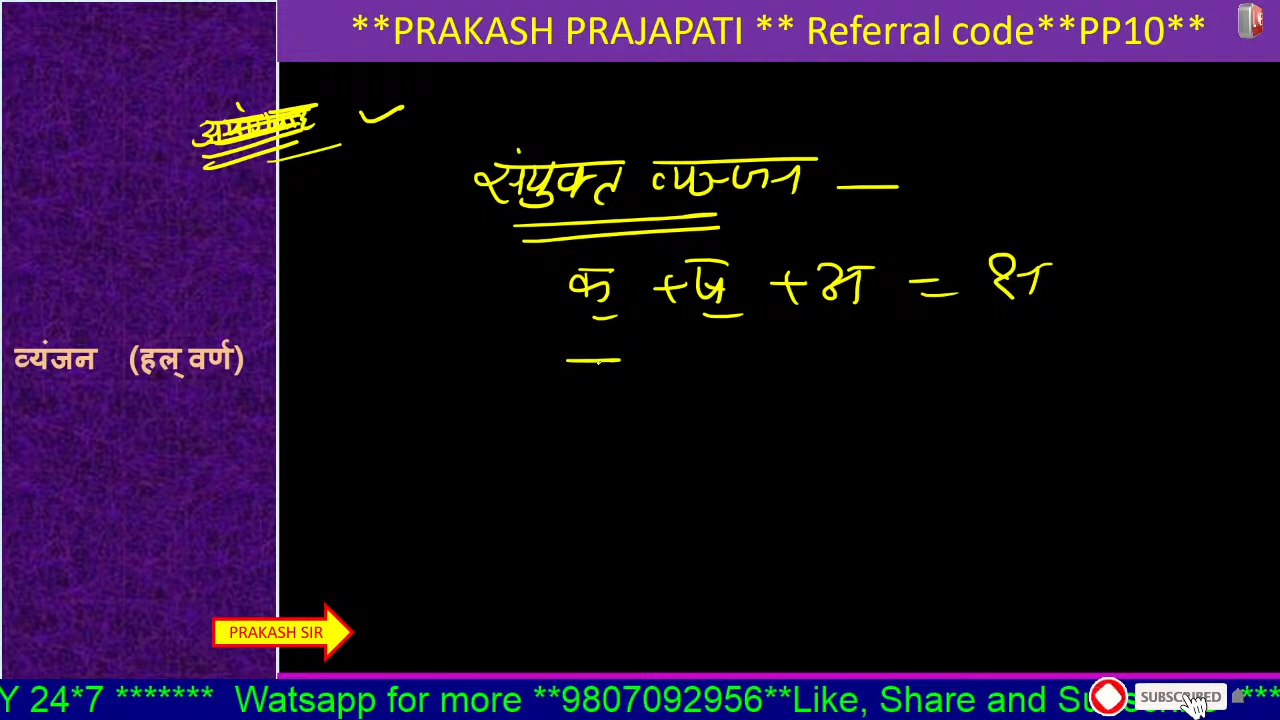 **PRAKASH PRAJAPATI ** Referral code**PP10**
संयुक्त व्यञ्जन —
क + ष + अ = क्ष
व्यंजन (हल् वर्ण)
PRAKASH SIR
Y 24*7 ******* Watsapp for more **9807092956**Like, Share and Su
SUBSCRIBED